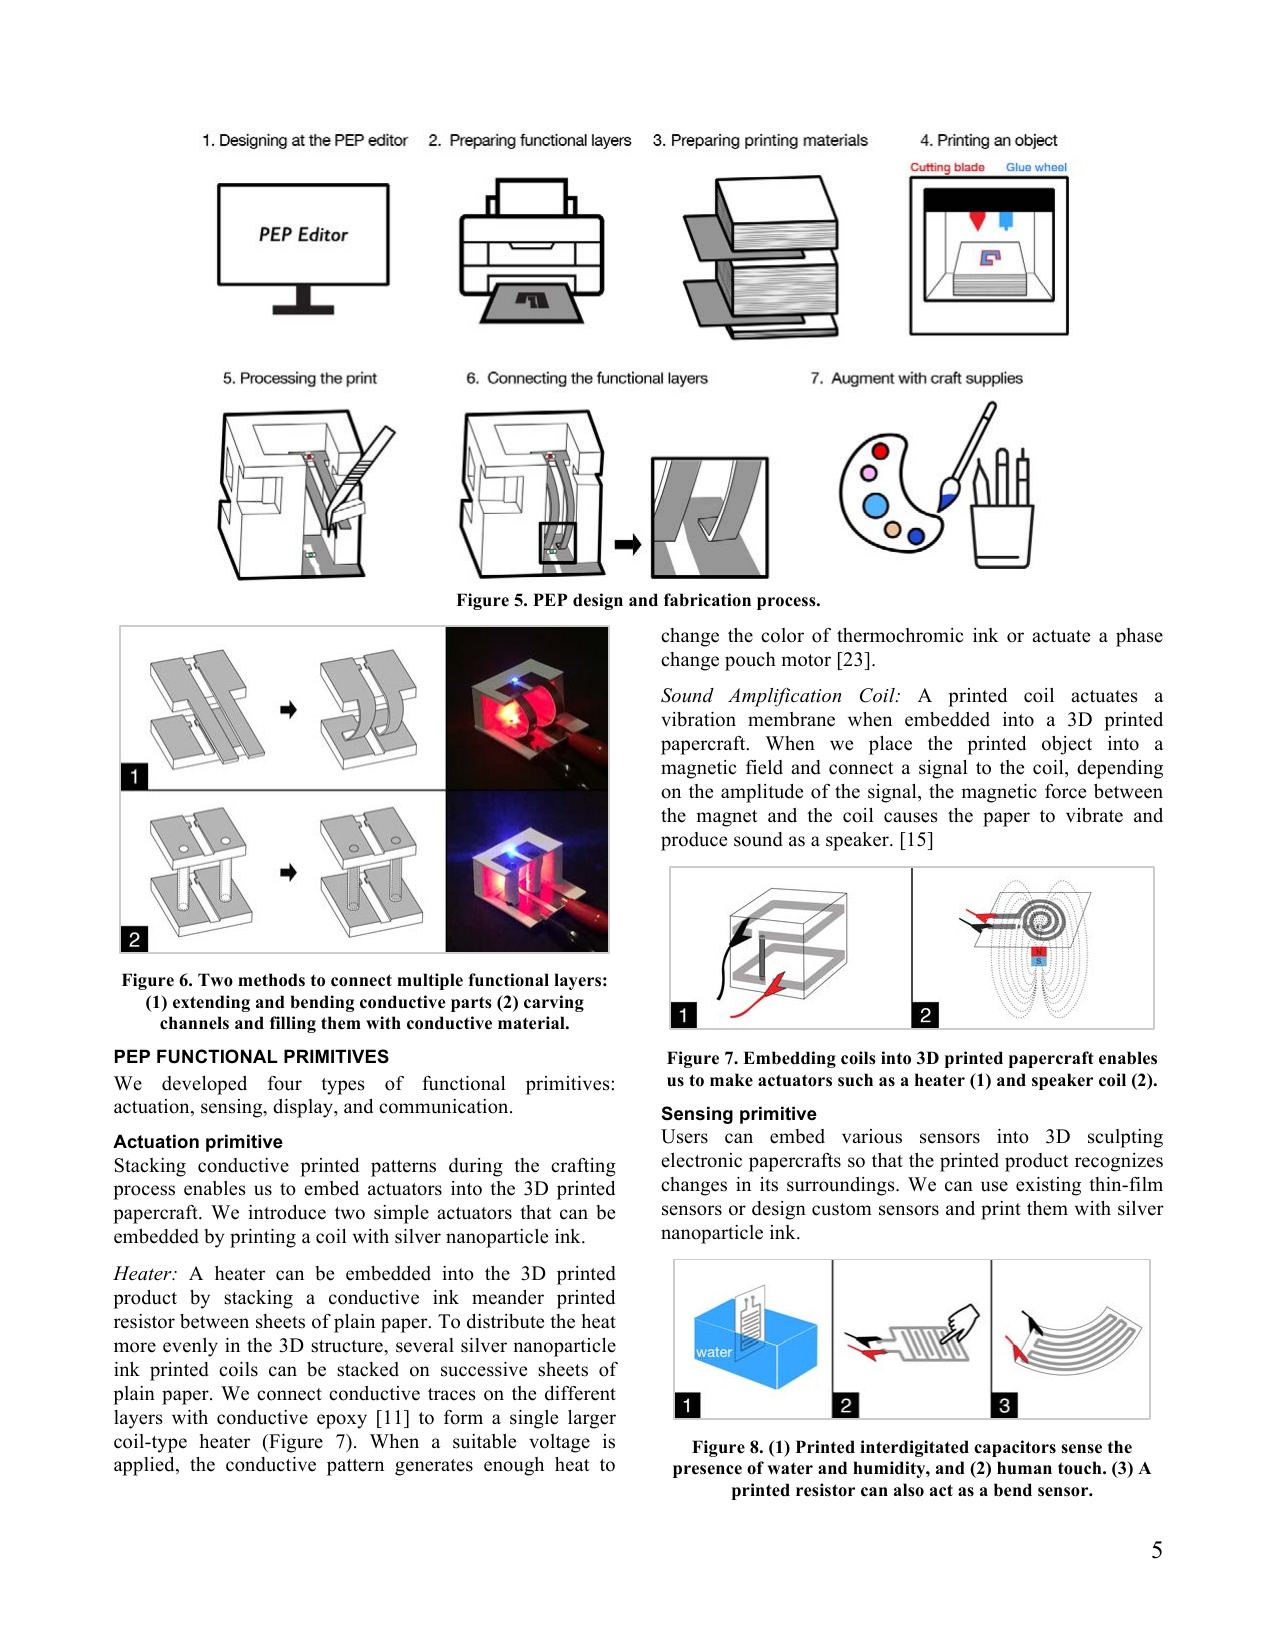 1. Designing at the PEP editor
2. Preparing functional layers
3. Preparing printing materials
4. Printing an object
Cutting blade
Glue wheel
PEP Editor
5. Processing the print
6. Connecting the functional layers
7. Augment with craft supplies
Figure 5. PEP design and fabrication process.
1
2
Figure 6. Two methods to connect multiple functional layers:
(1) extending and bending conductive parts (2) carving
channels and filling them with conductive material.
PEP FUNCTIONAL PRIMITIVES
We developed four types of functional primitives:
actuation, sensing, display, and communication.
Actuation primitive
Stacking conductive printed patterns during the crafting
process enables us to embed actuators into the 3D printed
papercraft. We introduce two simple actuators that can be
embedded by printing a coil with silver nanoparticle ink.
Heater: A heater can be embedded into the 3D printed
product by stacking a conductive ink meander printed
resistor between sheets of plain paper. To distribute the heat
more evenly in the 3D structure, several silver nanoparticle
ink printed coils can be stacked on successive sheets of
plain paper. We connect conductive traces on the different
layers with conductive epoxy [11] to form a single larger
coil-type heater (Figure 7). When a suitable voltage is
applied, the conductive pattern generates enough heat to
change the color of thermochromic ink or actuate a phase
change pouch motor [23].
Sound Amplification Coil: A printed coil actuates a
vibration membrane when embedded into a 3D printed
papercraft. When we place the printed object into a
magnetic field and connect a signal to the coil, depending
on the amplitude of the signal, the magnetic force between
the magnet and the coil causes the paper to vibrate and
produce sound as a speaker. [15]
N
S
1
2
Figure 7. Embedding coils into 3D printed papercraft enables
us to make actuators such as a heater (1) and speaker coil (2).
Sensing primitive
Users can embed various sensors into 3D sculpting
electronic papercrafts so that the printed product recognizes
changes in its surroundings. We can use existing thin-film
sensors or design custom sensors and print them with silver
nanoparticle ink.
water
1
2
3
Figure 8. (1) Printed interdigitated capacitors sense the
presence of water and humidity, and (2) human touch. (3) A
printed resistor can also act as a bend sensor.
5